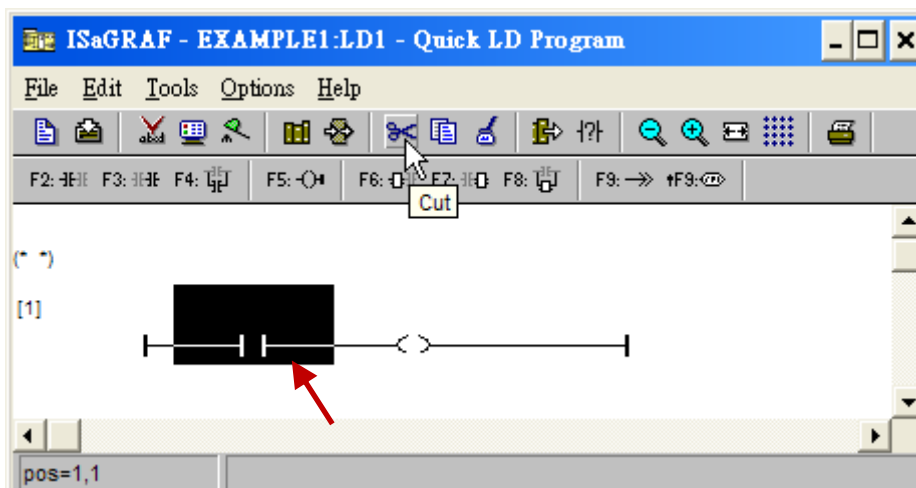 ISaGRAF - EXAMPLE1:LD1 - Quick LD Program
File Edit Tools Options Help
F2: F3: F4: F5: F6: F7: F8: F9: F9:
Cut
(* *)
[1]
pos=1,1